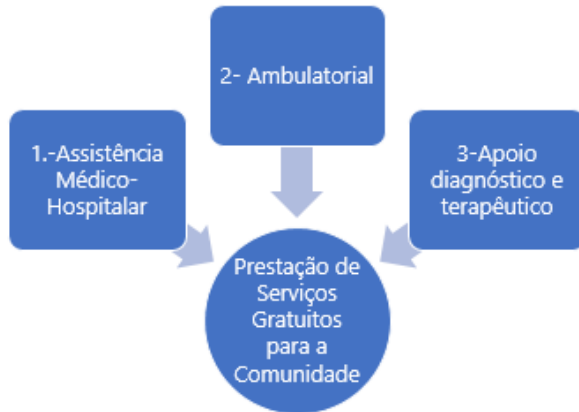 2- Ambulatorial
1.-Assistência
Médico-
Hospitalar
3-Apoio
diagnóstico e
terapêutico
Prestação de
Serviços
Gratuitos
para a
Comunidade